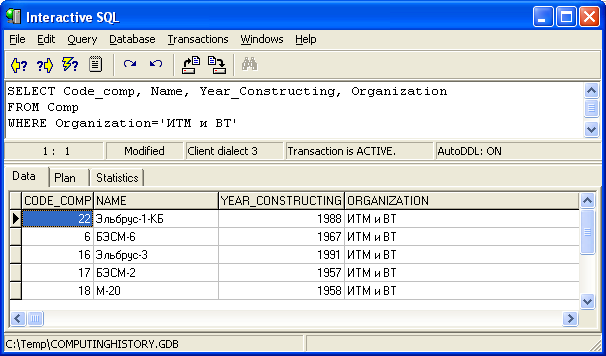 Interactive SQL
File Edit Query Database Transactions Windows Help
SELECT Code_comp, Name, Year_Constructing, Organization
FROM Comp
WHERE Organization='ИТМ и ВТ'
1 : 1 Modified Client dialect 3 Transaction is ACTIVE. AutoDDL: ON
Data Plan Statistics
CODE_COMP NAME YEAR_CONSTRUCTING ORGANIZATION
22 Эльбрус-1-КБ 1988 ИТМ и ВТ
6 БЭСМ-6 1967 ИТМ и ВТ
16 Эльбрус-3 1991 ИТМ и ВТ
17 БЭСМ-2 1957 ИТМ и ВТ
18 М-20 1958 ИТМ и ВТ
C:\Temp\COMPUTINGHISTORY.GDB